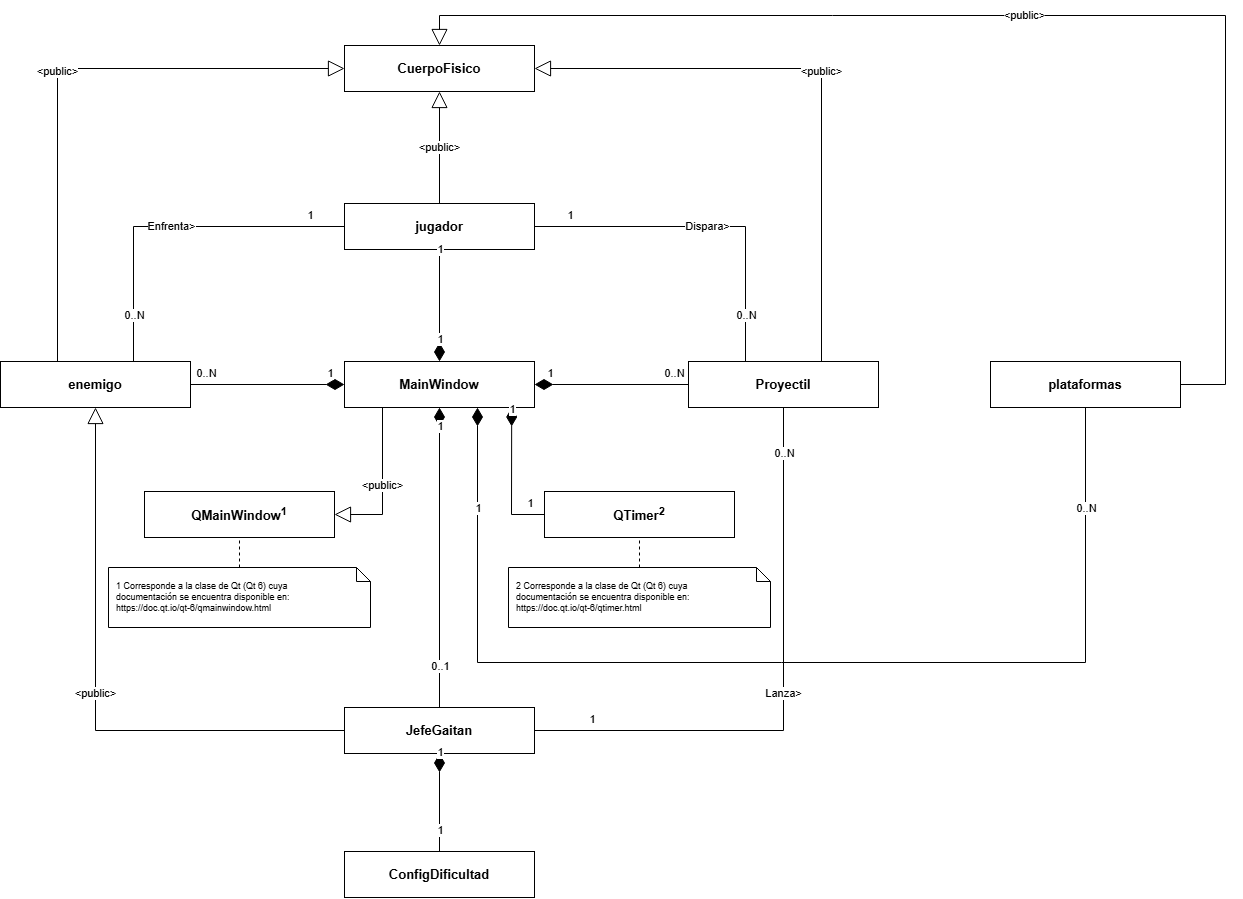 <public>
<public>
CuerpoFisico
<public>
<public>
Enfrenta>
1
jugador
1
Dispara>
1
0..N
0..N
1
enemigo
0..N
1
MainWindow
1
0..N
Proyectil
plataformas
1
1
0..N
<public>
1
1
0..N
QMainWindow¹
QTimer²
1 Corresponde a la clase de Qt (Qt 6) cuya
documentación se encuentra disponible en:
https://doc.qt.io/qt-6/qmainwindow.html
2 Corresponde a la clase de Qt (Qt 6) cuya
documentación se encuentra disponible en:
https://doc.qt.io/qt-6/qtimer.html
0..1
<public>
Lanza>
JefeGaitan
1
1
1
ConfigDificultad